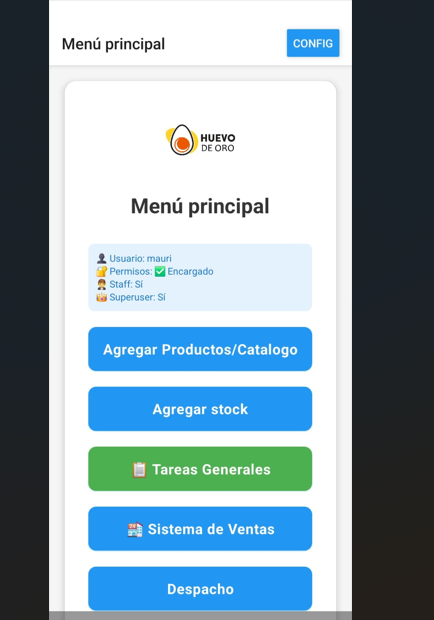 Menú principal
CONFIG
HUEVO
DE ORO
Menú principal
Usuario: mauri
Permisos: ✅ Encargado
Staff: Sí
Superuser: Sí
Agregar Productos/Catalogo
Agregar stock
Tareas Generales
Sistema de Ventas
Despacho